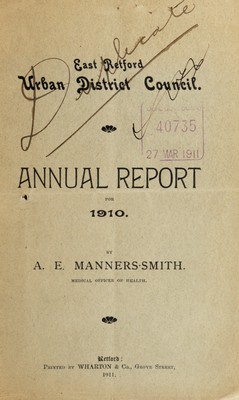 Duplicate
East Retford
Urban District Council.
40735
27 MAR 1911
ANNUAL REPORT
FOR
1910.
BY
A. E. MANNERS-SMITH.
MEDICAL OFFICER OF HEALTH.
Retford:
PRINTED BY WHARTON & CO., GROVE STREET,
1911.